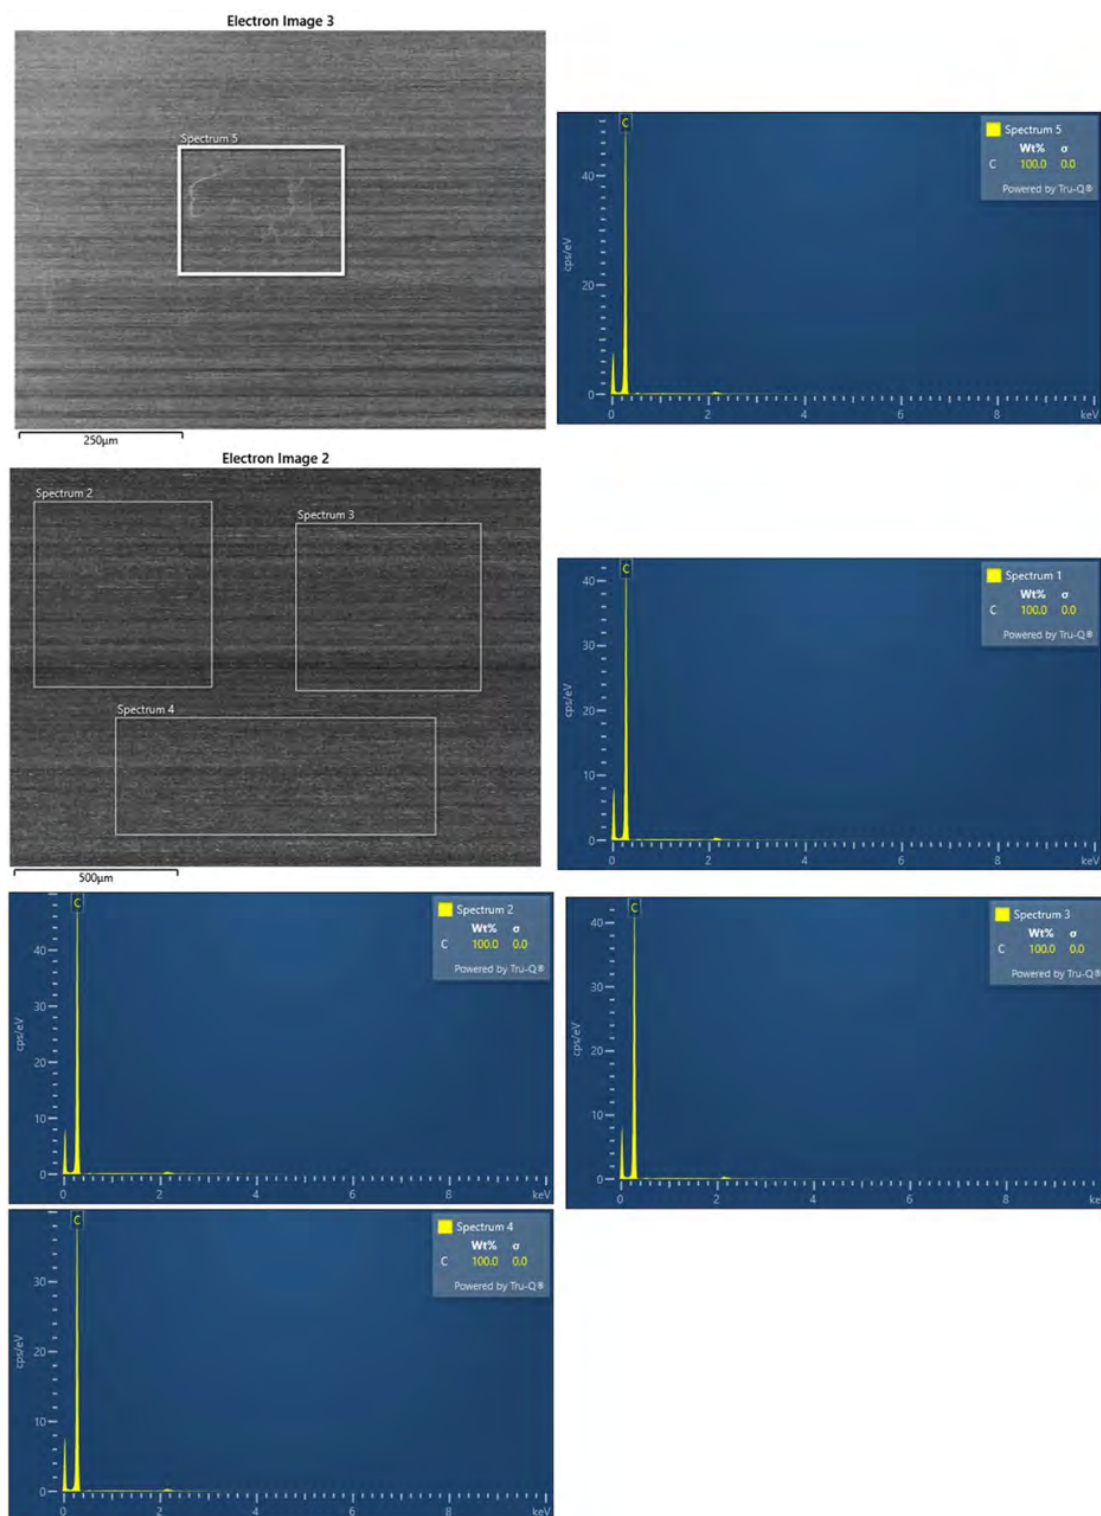 Electron Image 3
Spectrum 5
250µm
Spectrum 5
Wt% σ
C 100.0 0.0
Powered by Tru-Q®
C
cps/eV
40
20
0
0 2 4 6 8 keV
Electron Image 2
Spectrum 2
Spectrum 3
Spectrum 4
500µm
Spectrum 1
Wt% σ
C 100.0 0.0
Powered by Tru-Q®
C
cps/eV
40
30
20
10
0
0 2 4 6 8 keV
Spectrum 2
Wt% σ
C 100.0 0.0
Powered by Tru-Q®
C
cps/eV
40
30
20
10
0
0 2 4 6 8 keV
Spectrum 3
Wt% σ
C 100.0 0.0
Powered by Tru-Q®
C
cps/eV
40
30
20
10
0
0 2 4 6 8 ke
Spectrum 4
Wt% σ
C 100.0 0.0
Powered by Tru-Q®
C
cps/eV
30
20
10
0
0 2 4 6 8 keV